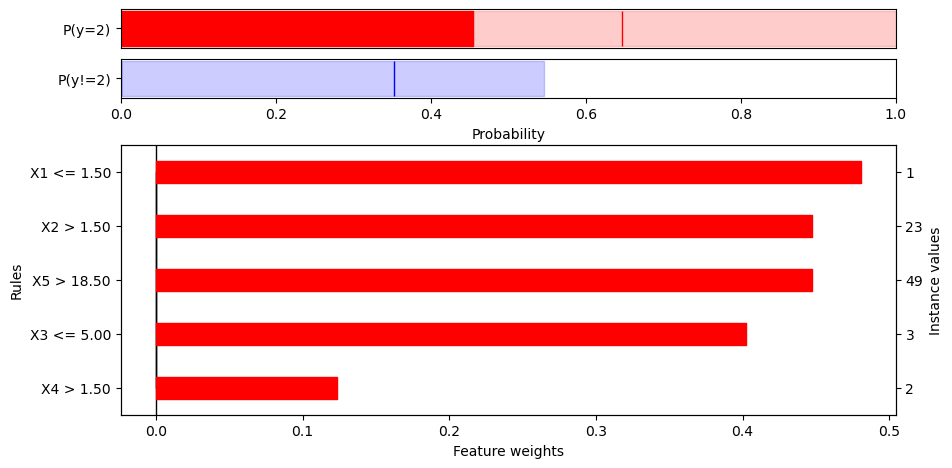 P(y=2)
P(y!=2)
0.0 0.2 0.4 0.6 0.8 1.0
Probability
X1 <= 1.50 1
X2 > 1.50 23
X5 > 18.50 49
X3 <= 5.00 3
X4 > 1.50 2
Rules
Instance values
0.0 0.1 0.2 0.3 0.4 0.5
Feature weights